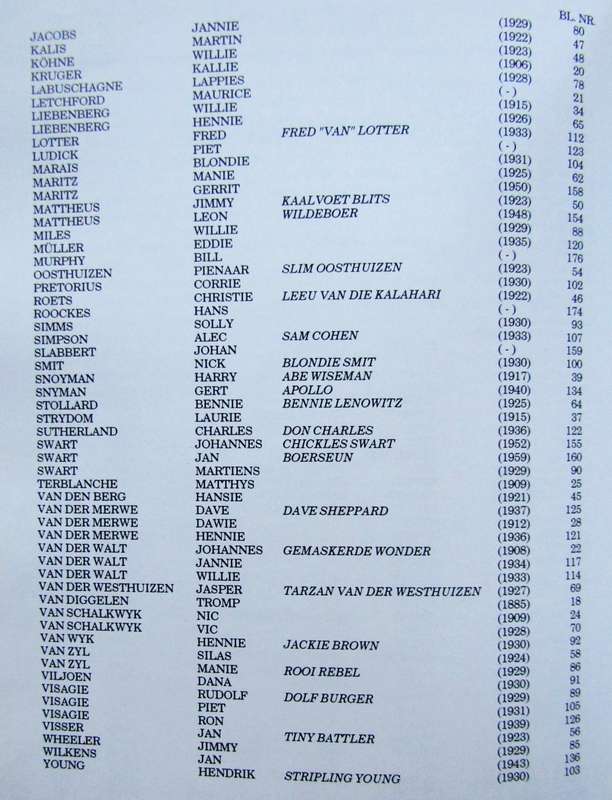 BL. NR.
JACOBS JANNIE (1929) 80
KALIS MARTIN (1922) 47
KÖHNE WILLIE (1923) 48
KRUGER KALLIE (1906) 20
LABUSCHAGNE LAPPIES (1928) 78
LETCHFORD MAURICE ( - ) 21
LIEBENBERG WILLIE (1915) 34
LIEBENBERG HENNIE (1926) 65
LOTTER FRED FRED "VAN" LOTTER (1933) 112
LUDICK PIET ( - ) 123
MARAIS BLONDIE (1931) 104
MARITZ MANIE (1925) 62
MARITZ GERRIT (1950) 158
MATTHEUS JIMMY KAALVOET BLITS (1923) 50
MATTHEUS LEON WILDEBOER (1948) 154
MILES WILLIE (1929) 88
MÜLLER EDDIE (1935) 120
MURPHY BILL ( - ) 176
OOSTHUIZEN PIENAAR SLIM OOSTHUIZEN (1923) 54
PRETORIUS CORRIE (1930) 102
ROETS CHRISTIE LEEU VAN DIE KALAHARI (1922) 46
ROOCKES HANS ( - ) 174
SIMMS SOLLY (1930) 93
SIMPSON ALEC SAM COHEN (1933) 107
SLABBERT JOHAN ( - ) 159
SMIT NICK BLONDIE SMIT (1930) 100
SNOYMAN HARRY ABE WISEMAN (1917) 39
SNYMAN GERT APOLLO (1940) 134
STOLLARD BENNIE BENNIE LENOWITZ (1925) 64
STRYDOM LAURIE (1915) 37
SUTHERLAND CHARLES DON CHARLES (1936) 122
SWART JOHANNES CHICKLES SWART (1952) 155
SWART JAN BOERSEUN (1959) 160
SWART MARTIENS (1929) 90
TERBLANCHE MATTHYS (1909) 25
VAN DEN BERG HANSIE (1921) 45
VAN DER MERWE DAVE DAVE SHEPPARD (1937) 125
VAN DER MERWE DAWIE (1912) 28
VAN DER MERWE HENNIE (1936) 121
VAN DER WALT JOHANNES GEMASKERDE WONDER (1908) 22
VAN DER WALT JANNIE (1934) 117
VAN DER WALT WILLIE (1933) 114
VAN DER WESTHUIZEN JASPER TARZAN VAN DER WESTHUIZEN (1927) 69
VAN DIGGELEN TROMP (1885) 18
VAN SCHALKWYK NIC (1909) 24
VAN SCHALKWYK VIC (1928) 70
VAN WYK HENNIE JACKIE BROWN (1930) 92
VAN ZYL SILAS (1924) 58
VAN ZYL MANIE ROOI REBEL (1929) 86
VILJOEN DANA (1930) 91
VISAGIE RUDOLF DOLF BURGER (1929) 89
VISAGIE PIET (1931) 105
VISAGIE RON (1939) 126
VISSER JAN TINY BATTLER (1923) 56
WHEELER JIMMY (1929) 85
WILKENS JAN (1943) 136
YOUNG HENDRIK STRIPLING YOUNG (1930) 103